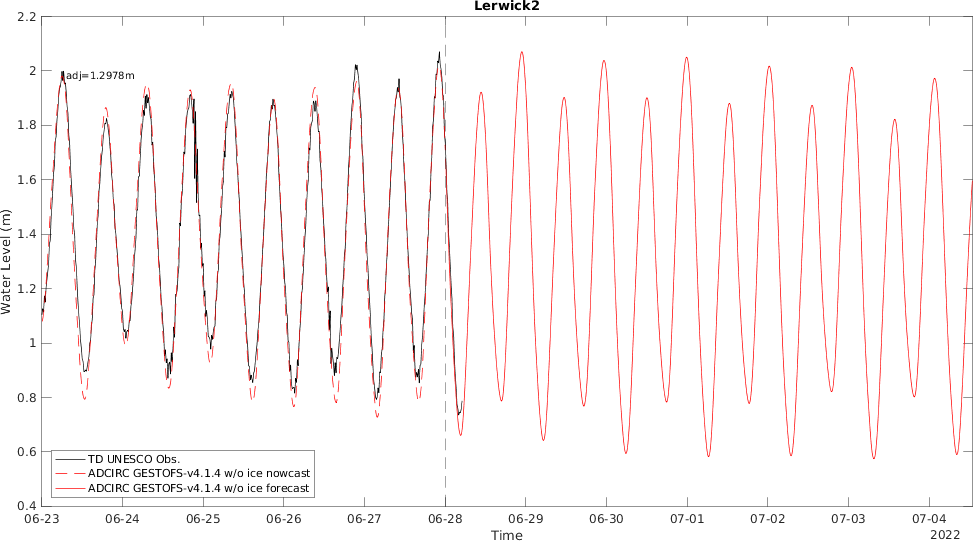 Lerwick2
2.2
2
1.8
1.6
1.4
1.2
1
0.8
0.6
0.4
Water Level (m)
adj=1.2978m
TD UNESCO Obs.
ADCIRC GESTOFS-v4.1.4 w/o ice nowcast
ADCIRC GESTOFS-v4.1.4 w/o ice forecast
06-23 06-24 06-25 06-26 06-27 06-28 06-29 06-30 07-01 07-02 07-03 07-04
Time
2022